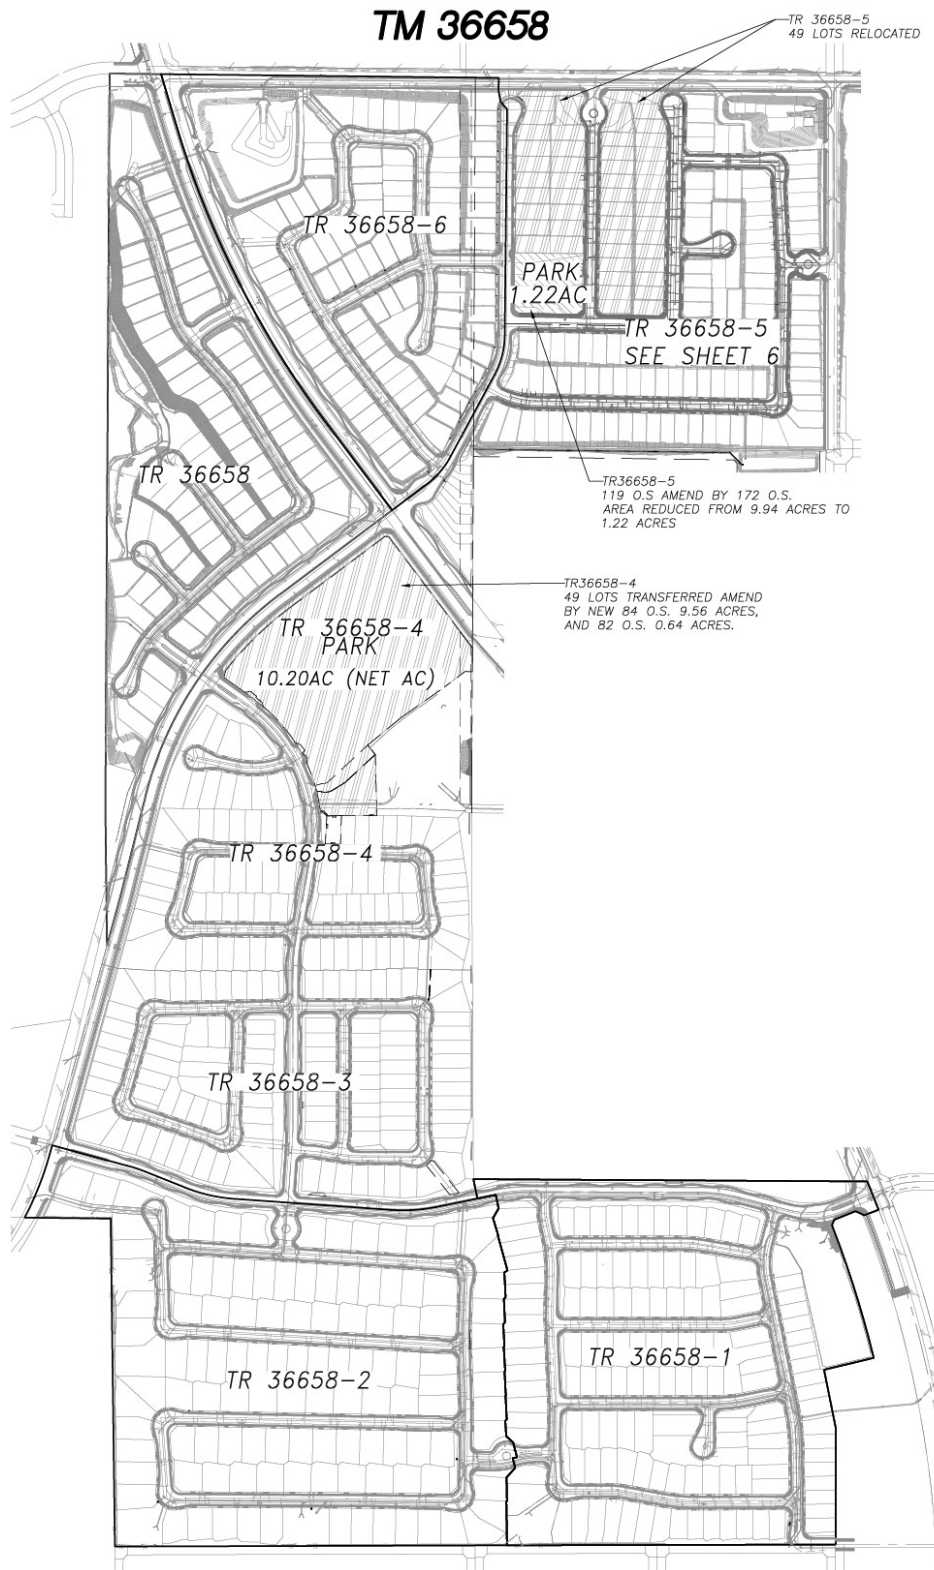 TM 36658
TR 36658-5
49 LOTS RELOCATED
TR 36658-6
PARK
1.22AC
TR 36658-5
SEE SHEET 6
TR 36658
TR36658-5
119 O.S AMEND BY 172 O.S.
AREA REDUCED FROM 9.94 ACRES TO
1.22 ACRES
TR36658-4
49 LOTS TRANSFERRED AMEND
BY NEW 84 O.S. 9.56 ACRES,
AND 82 O.S. 0.64 ACRES.
TR 36658-4
PARK
10.20AC (NET AC)
TR 36658-4
TR 36658-3
TR 36658-1
TR 36658-2